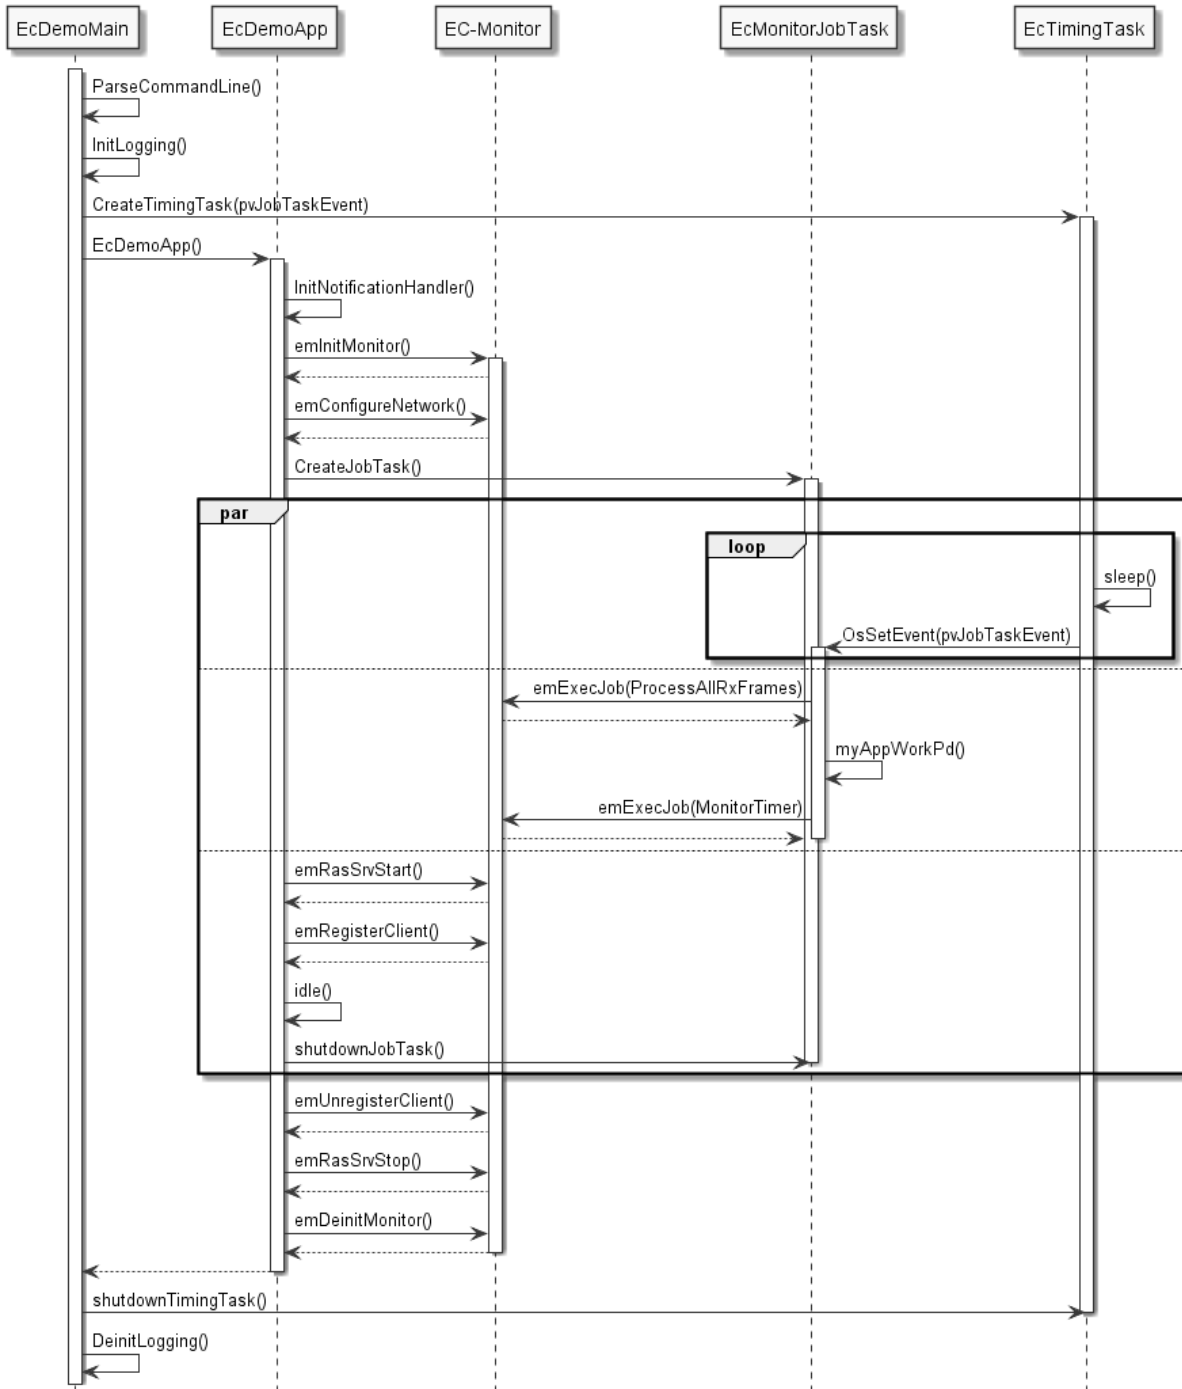 EcDemoMain
EcDemoApp
EC-Monitor
EcMonitorJobTask
EcTimingTask
ParseCommandLine()
InitLogging()
CreateTimingTask(pvJobTaskEvent)
EcDemoApp()
InitNotificationHandler()
emInitMonitor()
emConfigureNetwork()
CreateJobTask()
par
loop
sleep()
OsSetEvent(pvJobTaskEvent)
emExecJob(ProcessAllRxFrames)
myAppWorkPd()
emExecJob(MonitorTimer)
emRasSrvStart()
emRegisterClient()
idle()
shutdownJobTask()
emUnregisterClient()
emRasSrvStop()
emDeinitMonitor()
shutdownTimingTask()
DeinitLogging()